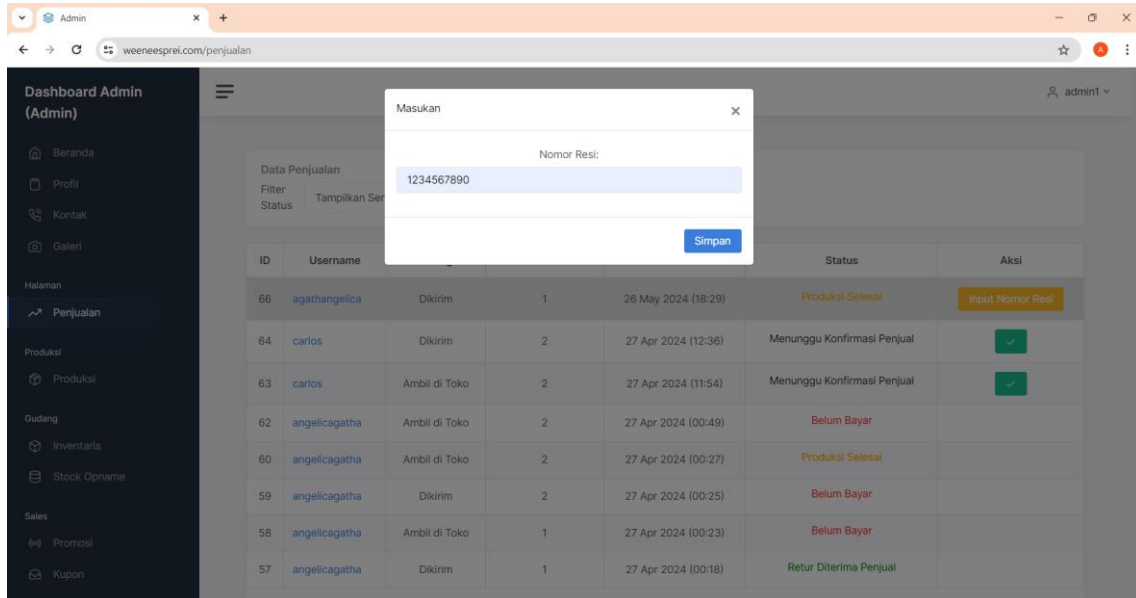 Admin
weeneesprei.com/penjualan
A
Dashboard Admin
(Admin)
admin1
Beranda
Profil
Kontak
Galeri
Halaman
Penjualan
Produksi
Produksi
Gudang
Inventaris
Stock Opname
Sales
Promosi
Kupon
Masukan
Nomor Resi:
1234567890
Simpan
Data Penjualan
Filter
Status
Tampilkan
ID Username Status Aksi
66 agathangelica Dikirim 1 26 May 2024 (18:29) Produksi Selesai Input Nomor Resi
64 carlos Dikirim 2 27 Apr 2024 (12:36) Menunggu Konfirmasi Penjual
63 carlos Ambil di Toko 2 27 Apr 2024 (11:54) Menunggu Konfirmasi Penjual
62 angelicagatha Ambil di Toko 2 27 Apr 2024 (00:49) Belum Bayar
60 angelicagatha Ambil di Toko 2 27 Apr 2024 (00:27) Produksi Selesai
59 angelicagatha Dikirim 2 27 Apr 2024 (00:25) Belum Bayar
58 angelicagatha Ambil di Toko 1 27 Apr 2024 (00:23) Belum Bayar
57 angelicagatha Dikirim 1 27 Apr 2024 (00:18) Retur Diterima Penjual